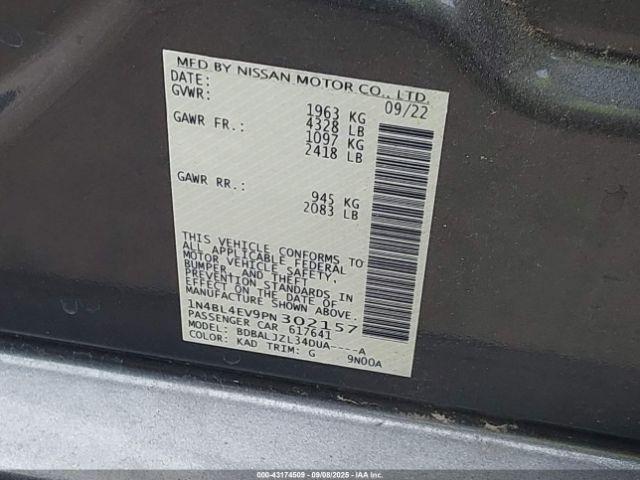 MFD BY NISSAN MOTOR CO., LTD.
DATE: 09/22
GVWR: 1963 KG
4328 LB
GAWR FR.: 1097 KG
2418 LB
GAWR RR.: 945 KG
2083 LB
THIS VEHICLE CONFORMS TO
ALL APPLICABLE FEDERAL
MOTOR VEHICLE SAFETY,
BUMPER, AND THEFT
PREVENTION STANDARDS IN
EFFECT ON THE DATE OF
MANUFACTURE SHOWN ABOVE.
1N4BL4EV9PN302157
PASSENGER CAR 617641
MODEL: BDBALJZL34DUA----A
COLOR: KAD TRIM: G 9N00A
000-43174509 - 09/08/2025 - IAA Inc.